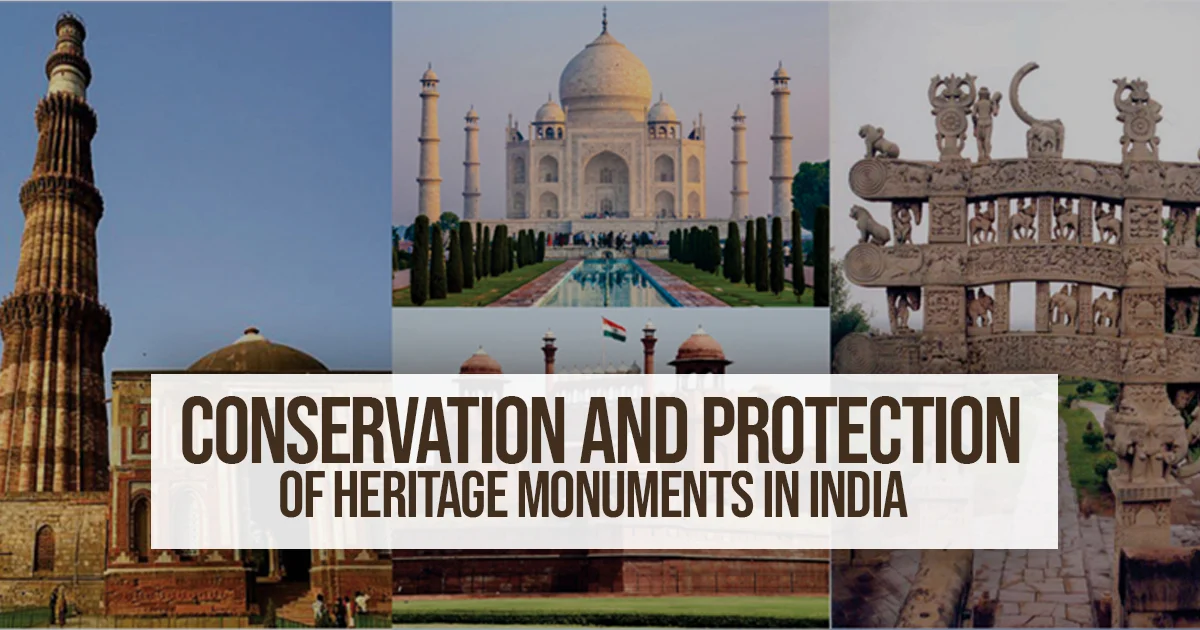 CONSERVATION AND PROTECTION
OF HERITAGE MONUMENTS IN INDIA